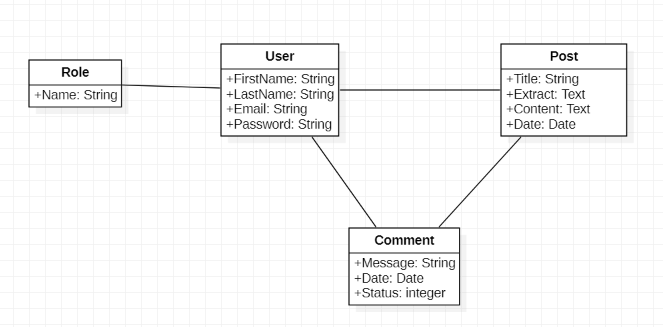 Role
+Name: String
User
+FirstName: String
+LastName: String
+Email: String
+Password: String
Post
+Title: String
+Extract: Text
+Content: Text
+Date: Date
Comment
+Message: String
+Date: Date
+Status: integer